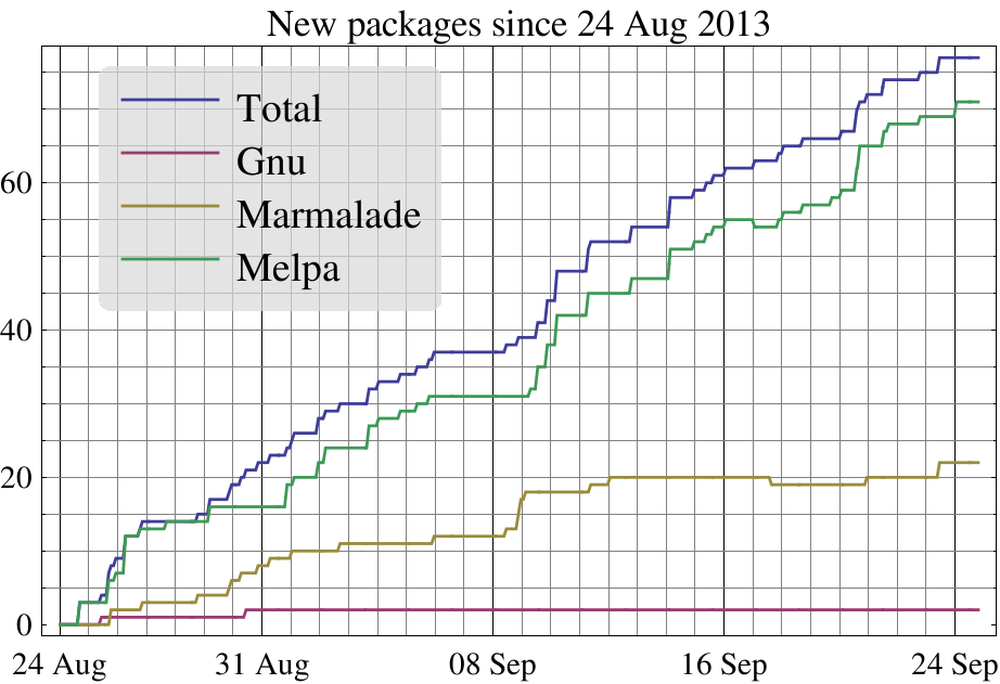 New packages since 24 Aug 2013
Total
Gnu
Marmalade
Melpa
60
40
20
0
24 Aug 31 Aug 08 Sep 16 Sep 24 Sep